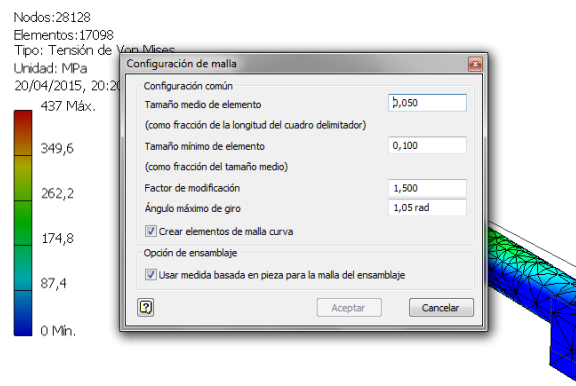 Nodos:28128
Elementos:17098
Tipo: Tensión de Von Mises
Unidad: MPa
20/04/2015, 20:20
437 Máx.
349,6
262,2
174,8
87,4
0 Mín.
Configuración de malla
Configuración común
Tamaño medio de elemento 0,050
(como fracción de la longitud del cuadro delimitador)
Tamaño mínimo de elemento 0,100
(como fracción del tamaño medio)
Factor de modificación 1,500
Ángulo máximo de giro 1,05 rad
Crear elementos de malla curva
Opción de ensamblaje
Usar medida basada en pieza para la malla del ensamblaje
Aceptar Cancelar